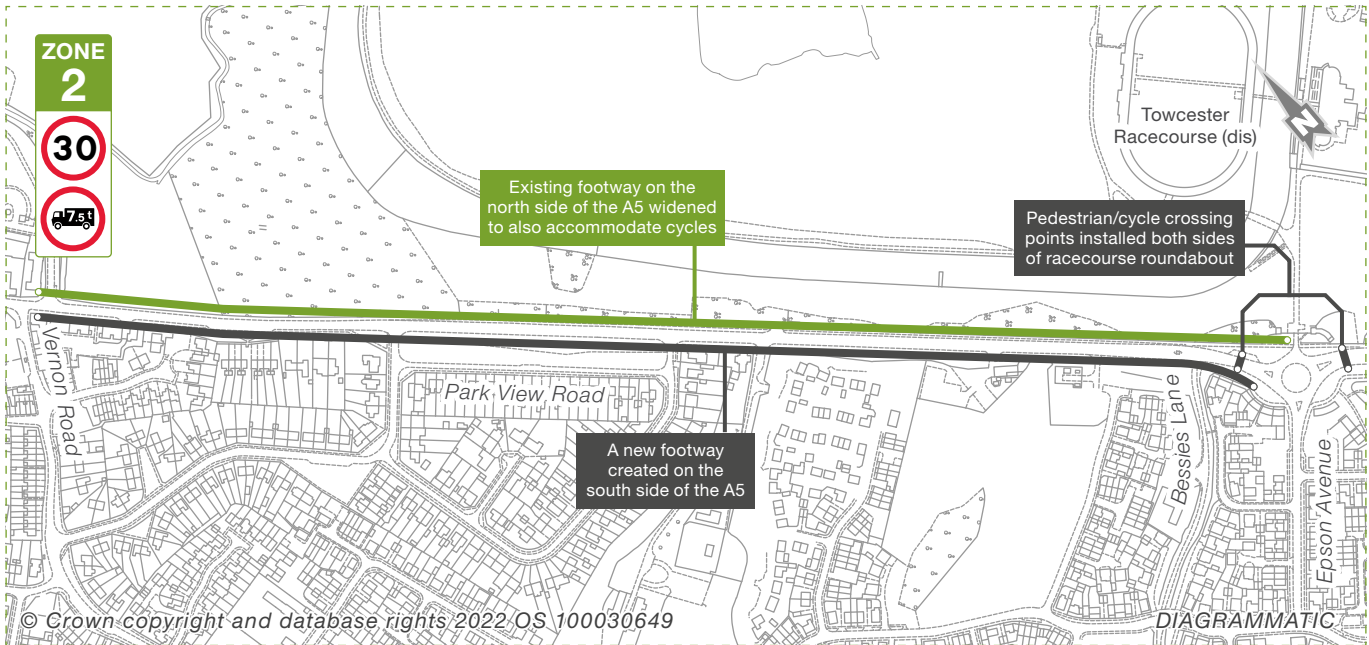 ZONE
2
30
7.5 t
Towcester
Racecourse (dis)
N
Existing footway on the
north side of the A5 widened
to also accommodate cycles
Pedestrian/cycle crossing
points installed both sides
of racecourse roundabout
Vernon Road
Park View Road
A new footway
created on the
south side of the A5
Bessies Lane
Epson Avenue
© Crown copyright and database rights 2022 OS 100030649
DIAGRAMMATIC